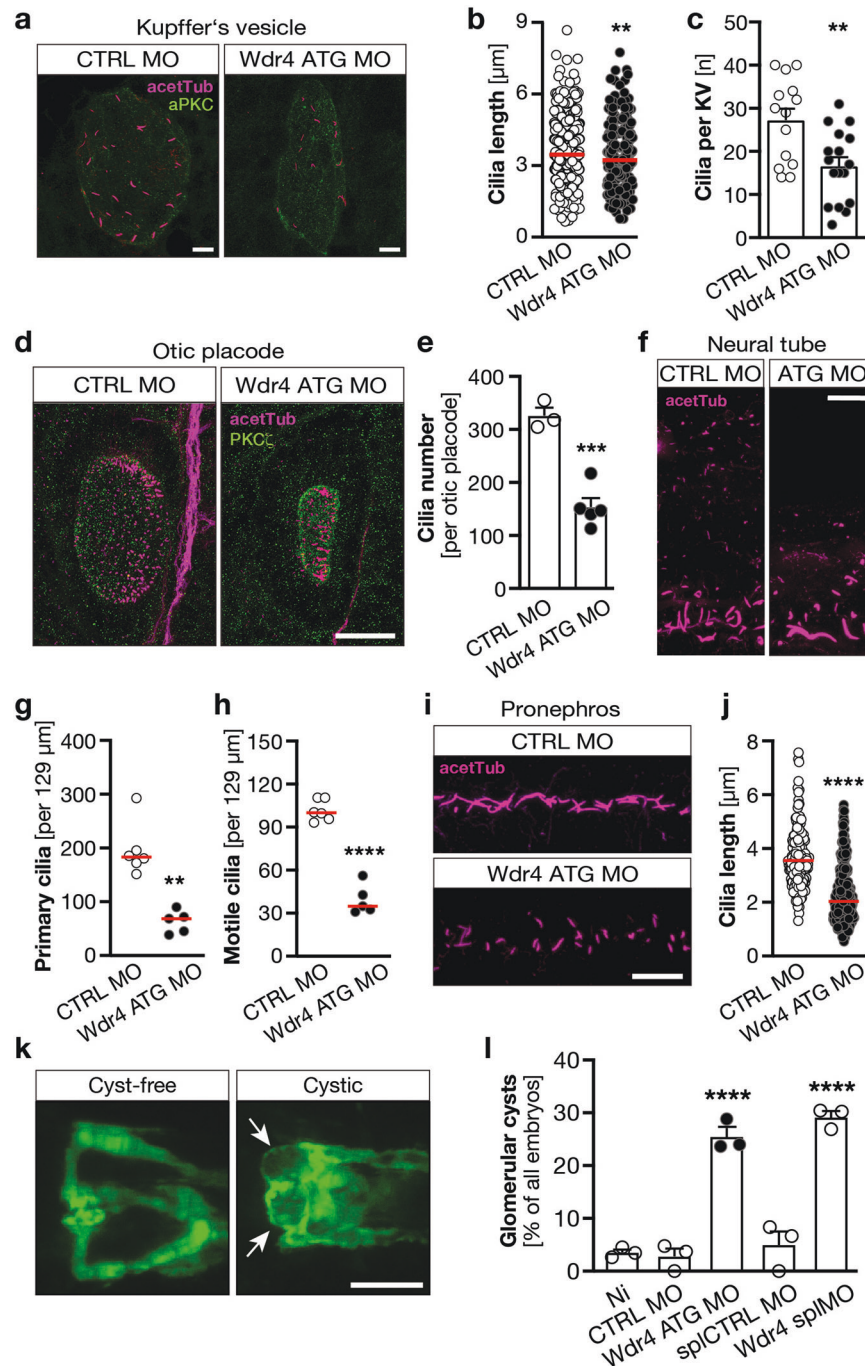 a
Kupffer's vesicle
CTRL MO
Wdr4 ATG MO
acetTub
aPKC
b
Cilia length [µm]
9
6
3
0
**
CTRL MO
Wdr4 ATG MO
c
Cilia per KV [n]
50
40
30
20
10
0
**
CTRL MO
Wdr4 ATG MO
d
Otic placode
CTRL MO
Wdr4 ATG MO
acetTub
PKCζ
e
Cilia number
[per otic placode]
400
300
200
100
0
***
CTRL MO
Wdr4 ATG MO
f
Neural tube
CTRL MO
ATG MO
acetTub
g
Primary cilia [per 129 µm]
400
300
200
100
0
**
CTRL MO
Wdr4 ATG MO
h
Motile cilia [per 129 µm]
150
120
90
60
30
0
****
CTRL MO
Wdr4 ATG MO
i
Pronephros
CTRL MO
acetTub
Wdr4 ATG MO
j
Cilia length [µm]
8
6
4
2
0
****
CTRL MO
Wdr4 ATG MO
k
Cyst-free
Cystic
l
Glomerular cysts
[% of all embryos]
40
30
20
10
0
****
****
Ni
CTRL MO
Wdr4 ATG MO
splCTRL MO
Wdr4 splMO